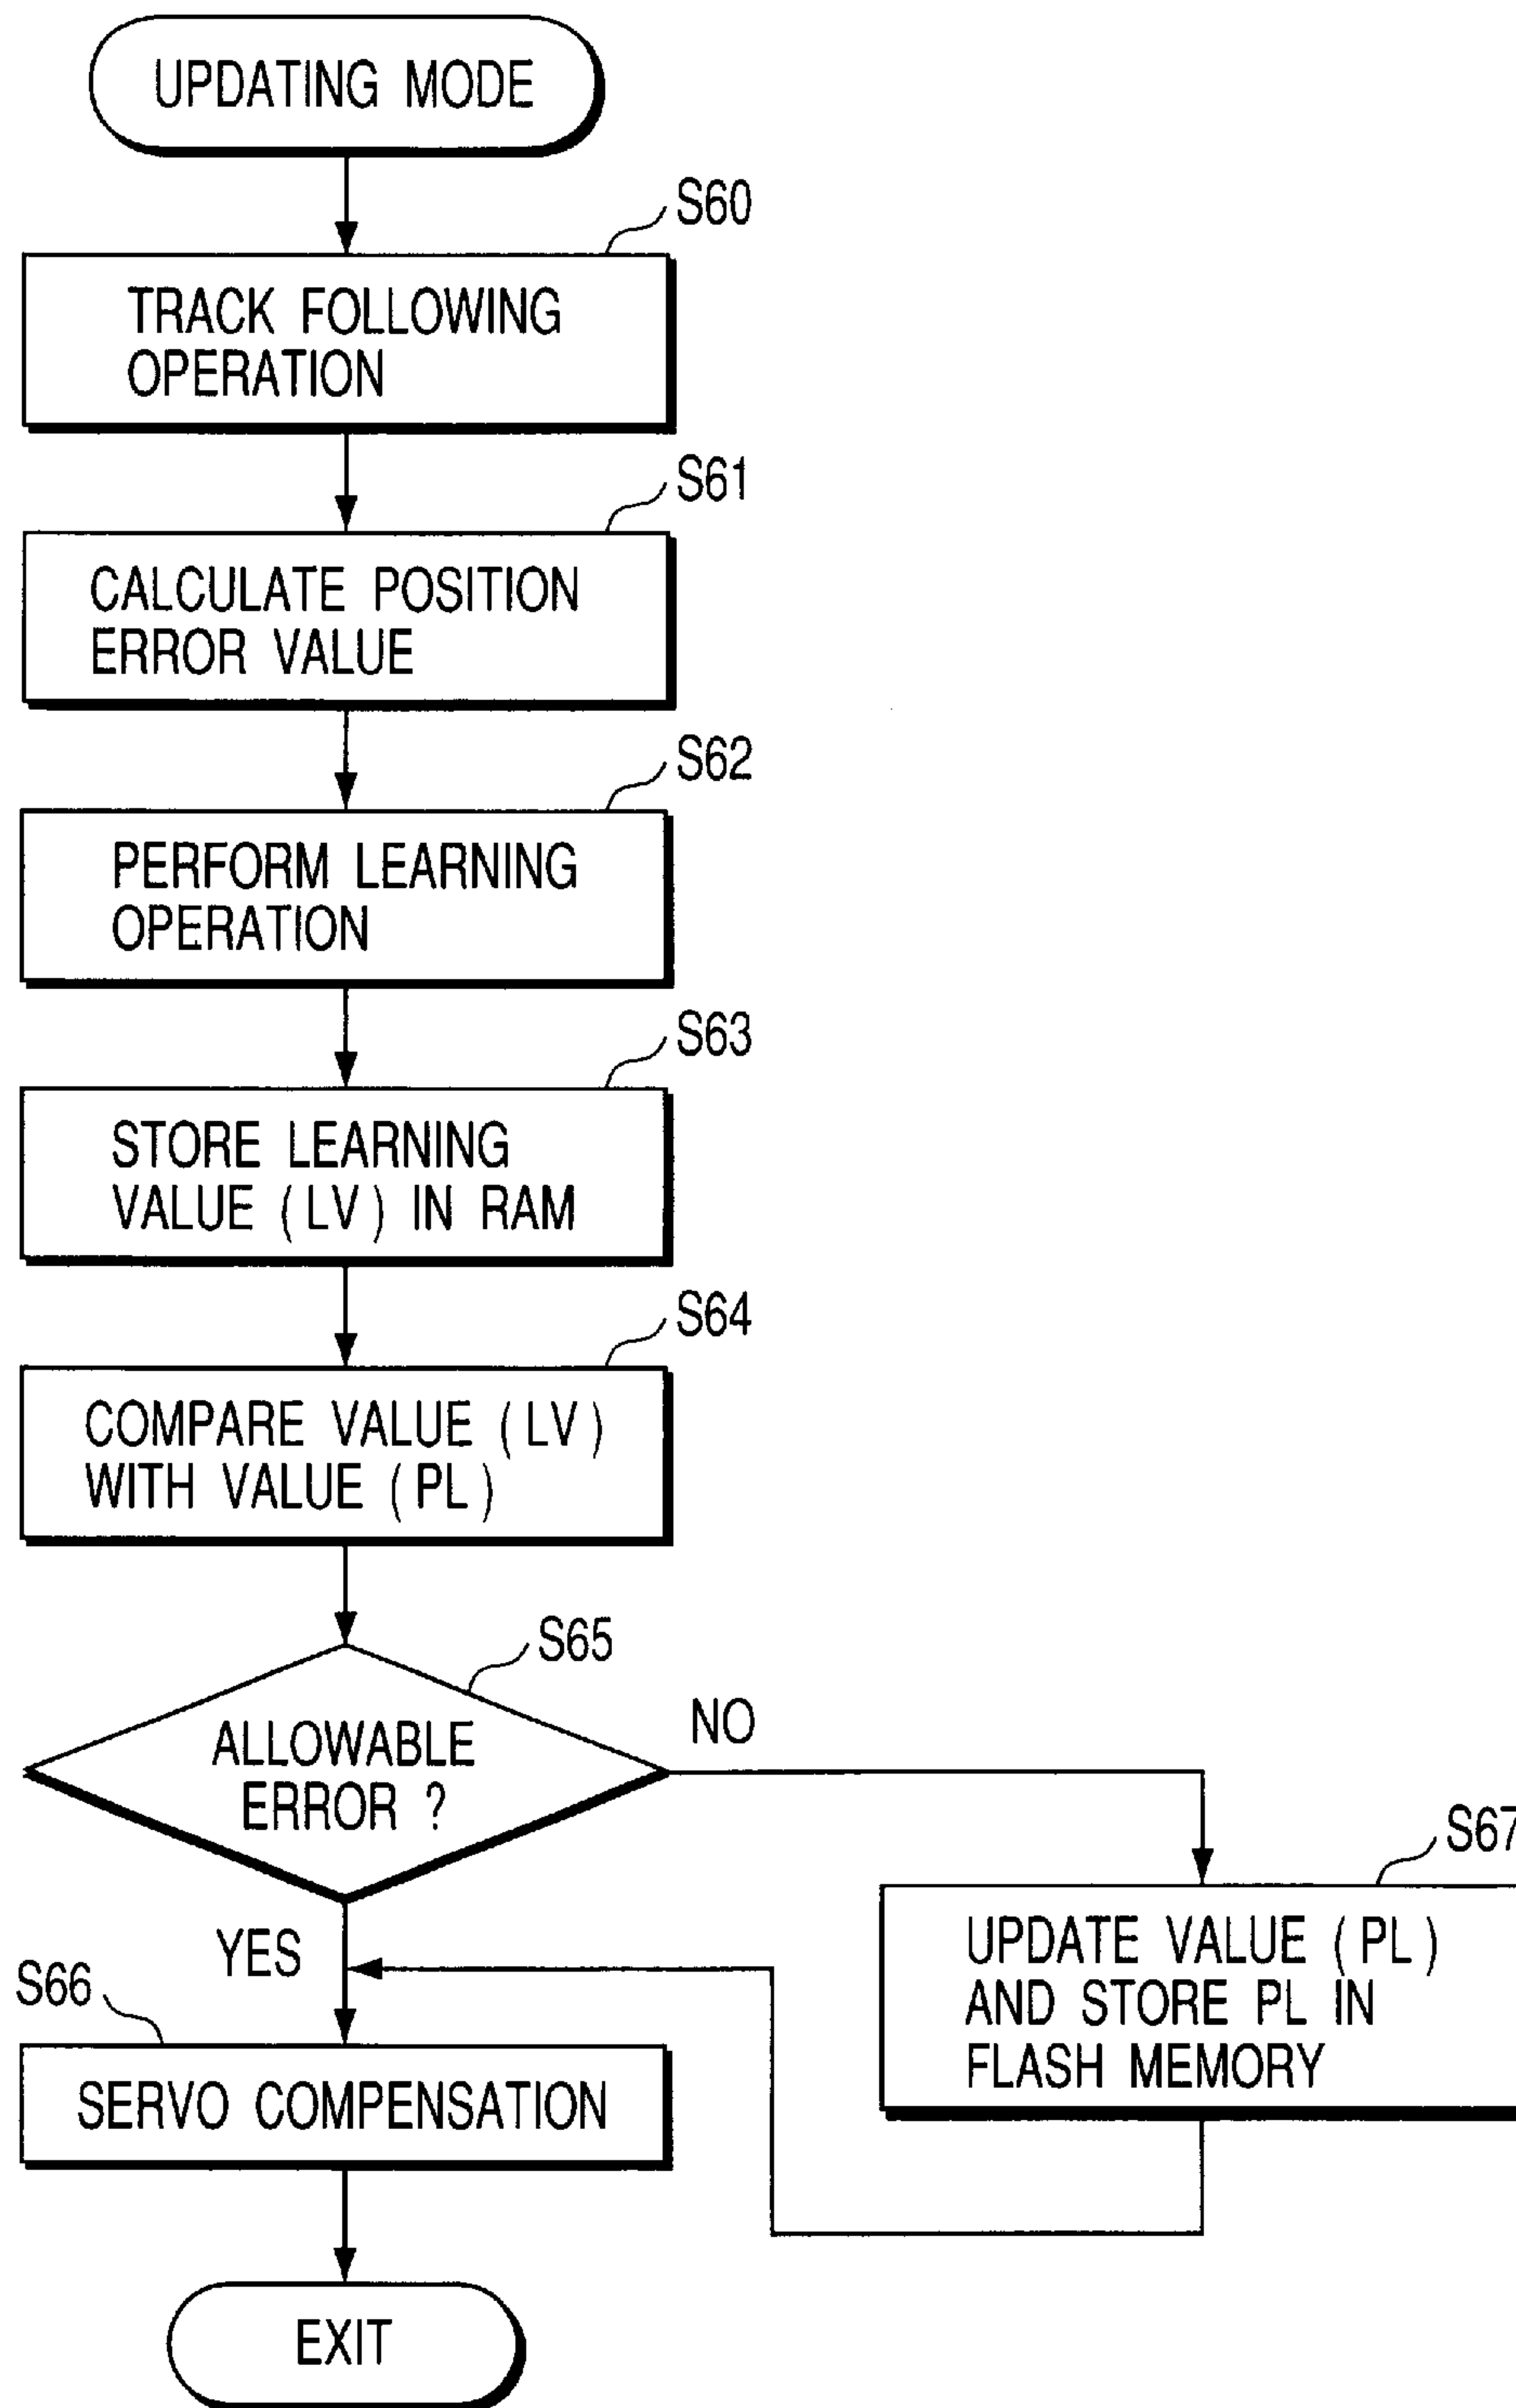 UPDATING MODE
S60
TRACK FOLLOWING
OPERATION
S61
CALCULATE POSITION
ERROR VALUE
S62
PERFORM LEARNING
OPERATION
S63
STORE LEARNING
VALUE (LV) IN RAM
S64
COMPARE VALUE (LV)
WITH VALUE (PL)
S65
ALLOWABLE
ERROR ?
NO
S67
UPDATE VALUE (PL)
AND STORE PL IN
FLASH MEMORY
YES
S66
SERVO COMPENSATION
EXIT